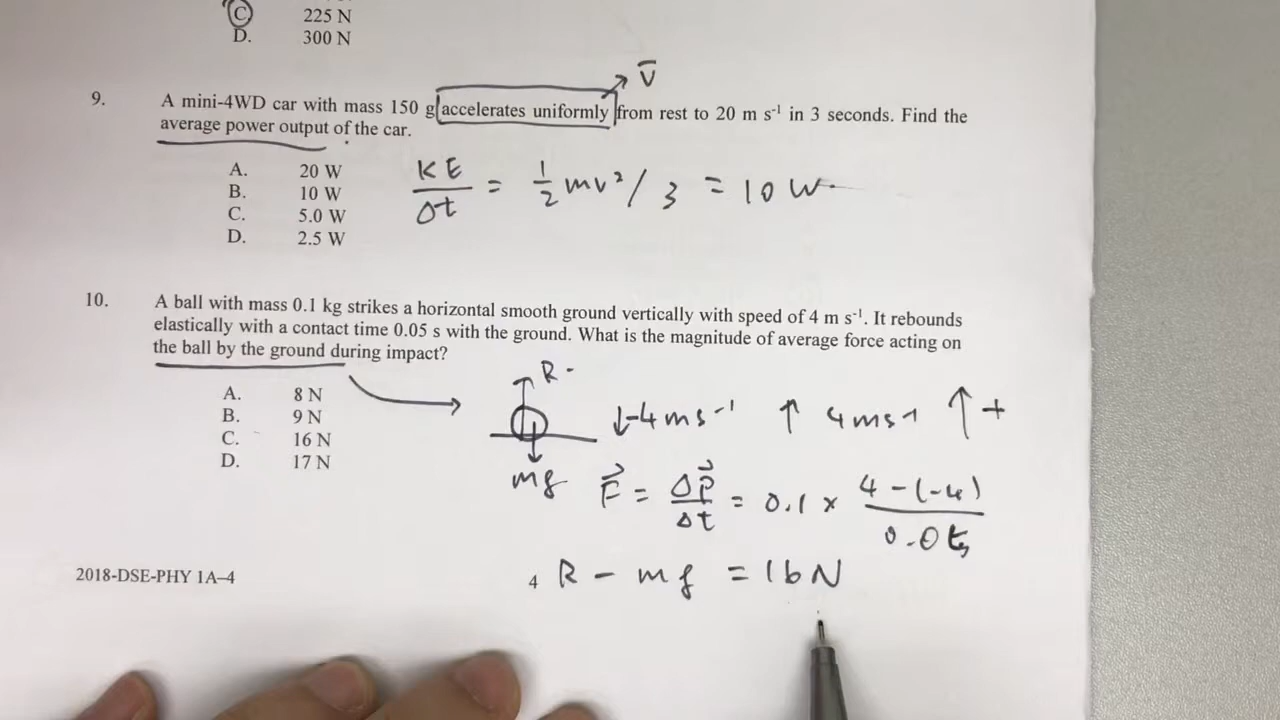 C. 225 N
D. 300 N
V̄
9. A mini-4WD car with mass 150 g accelerates uniformly from rest to 20 m s⁻¹ in 3 seconds. Find the
average power output of the car.
A. 20 W
B. 10 W
C. 5.0 W
D. 2.5 W
KE/Δt = ½mv²/3 = 10 W.
10. A ball with mass 0.1 kg strikes a horizontal smooth ground vertically with speed of 4 m s⁻¹. It rebounds
elastically with a contact time 0.05 s with the ground. What is the magnitude of average force acting on
the ball by the ground during impact?
A. 8 N
B. 9 N
C. 16 N
D. 17 N
R
↓-4ms⁻¹ ↑ 4ms⁻¹ ↑+
mg
F⃗ = Δp⃗/Δt = 0.1 × (4-(-4))/0.05
R - mg = 16N
2018-DSE-PHY 1A–4
4